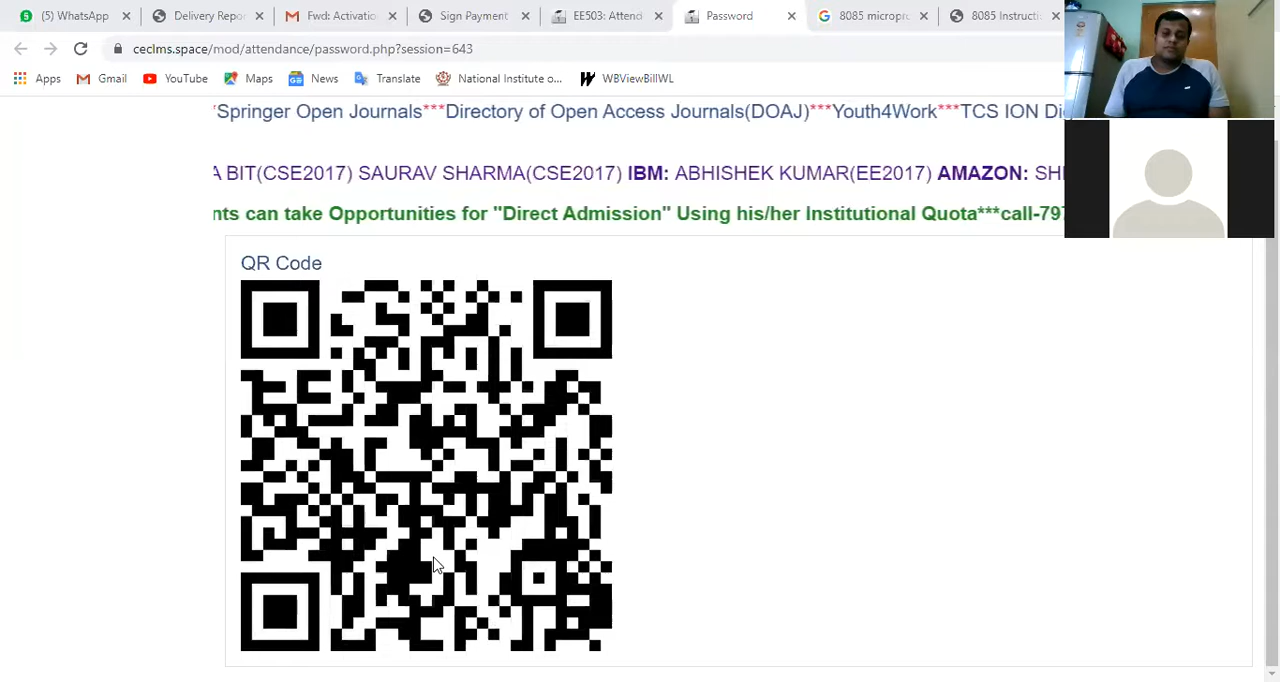 (5) WhatsApp Delivery Repo Fwd: Activatio Sign Payment EE503: Attend Password 8085 micropro 8085 Instructi
ceclms.space/mod/attendance/password.php?session=643
Apps Gmail YouTube Maps News Translate National Institute o... WBViewBillWL
*Springer Open Journals***Directory of Open Access Journals(DOAJ)***Youth4Work***TCS ION Dig
A BIT(CSE2017) SAURAV SHARMA(CSE2017) IBM: ABHISHEK KUMAR(EE2017) AMAZON: SH
nts can take Opportunities for "Direct Admission" Using his/her Institutional Quota***call-797
QR Code